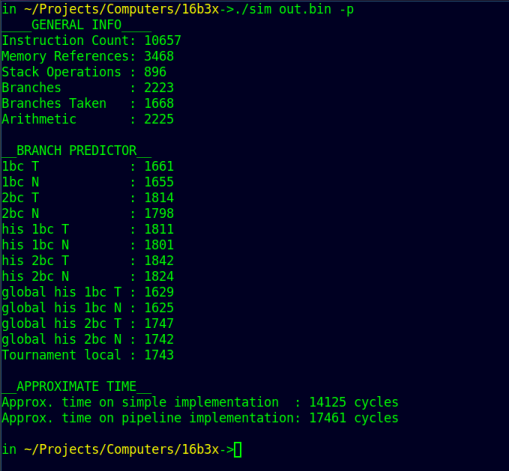 in ~/Projects/Computers/16b3x->./sim out.bin -p
____GENERAL INFO____
Instruction Count: 10657
Memory References: 3468
Stack Operations : 896
Branches         : 2223
Branches Taken   : 1668
Arithmetic       : 2225
__BRANCH PREDICTOR__
1bc T            : 1661
1bc N            : 1655
2bc T            : 1814
2bc N            : 1798
his 1bc T        : 1811
his 1bc N        : 1801
his 2bc T        : 1842
his 2bc N        : 1824
global his 1bc T : 1629
global his 1bc N : 1625
global his 2bc T : 1747
global his 2bc N : 1742
Tournament local : 1743
__APPROXIMATE TIME__
Approx. time on simple implementation  : 14125 cycles
Approx. time on pipeline implementation: 17461 cycles
in ~/Projects/Computers/16b3x->